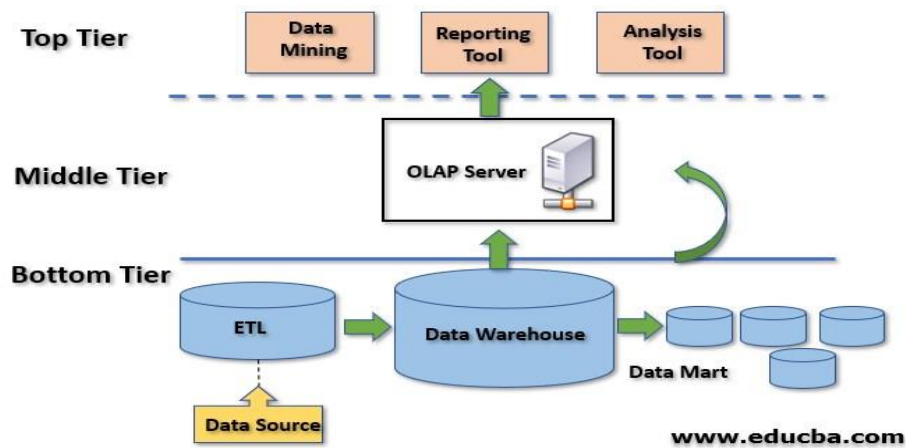 Top Tier
Data
Mining
Reporting
Tool
Analysis
Tool
Middle Tier
OLAP Server
Bottom Tier
ETL
Data Warehouse
Data Mart
Data Source
www.educba.com